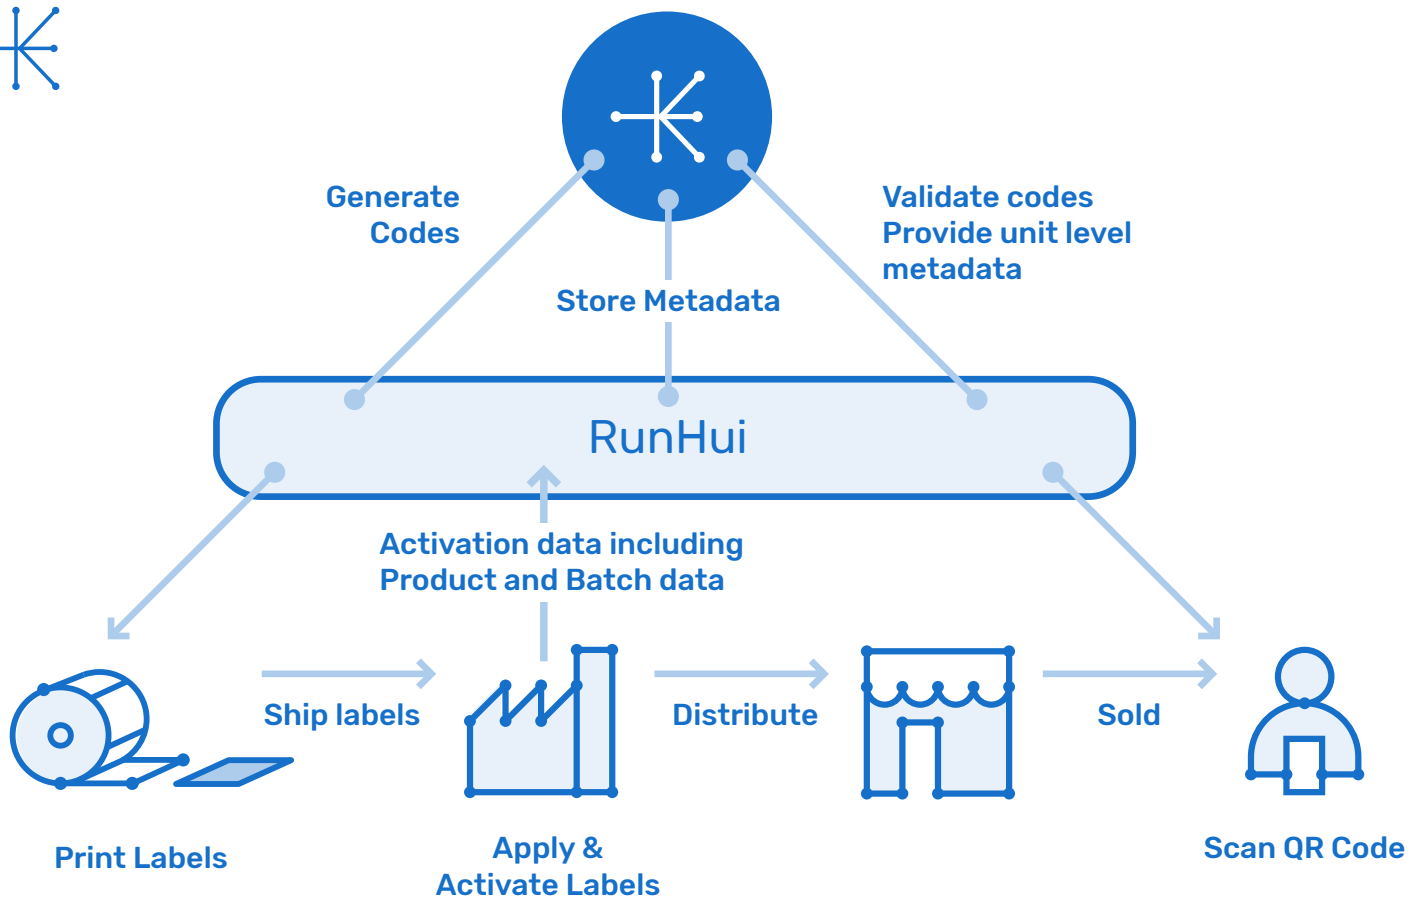 Generate
Codes
Validate codes
Provide unit level
metadata
Store Metadata
RunHui
Activation data including
Product and Batch data
Ship labels
Distribute
Sold
Print Labels
Apply &
Activate Labels
Scan QR Code